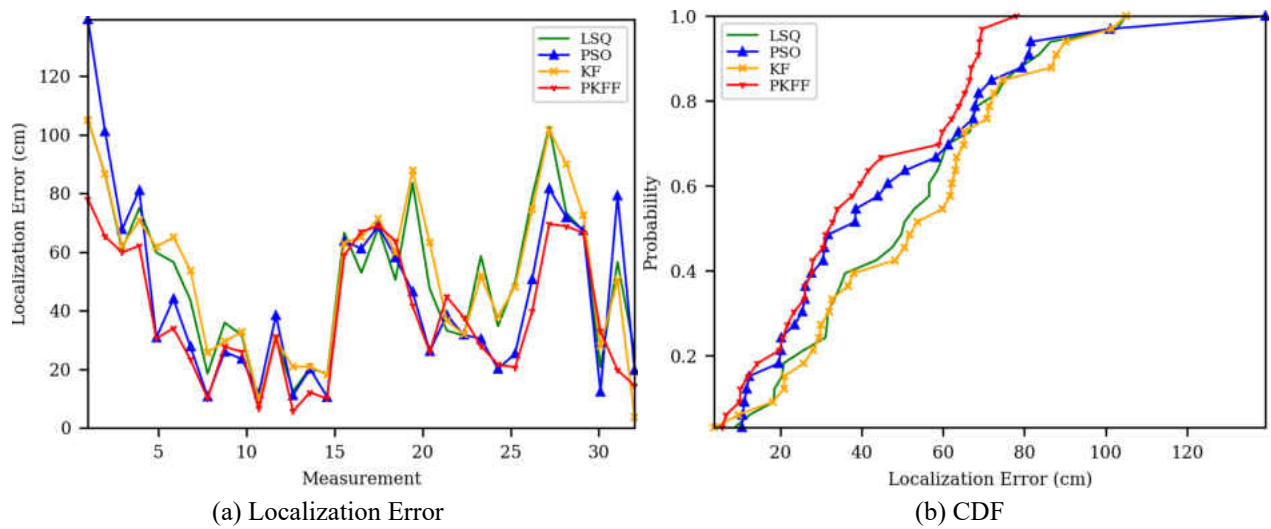 LSQ
PSO
KF
PKFF
Localization Error (cm)
120
100
80
60
40
20
0
5
10
15
20
25
30
Measurement
(a) Localization Error
LSQ
PSO
KF
PKFF
Probability
1.0
0.8
0.6
0.4
0.2
20
40
60
80
100
120
Localization Error (cm)
(b) CDF